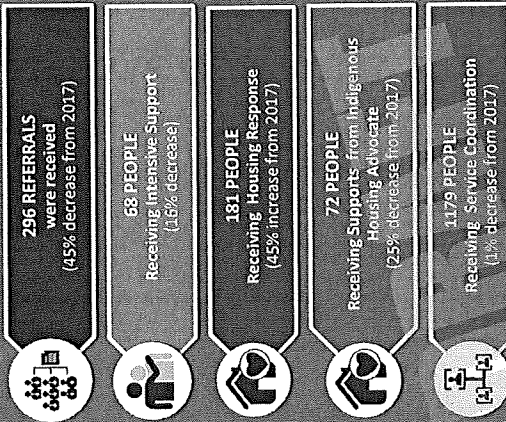 296 REFERRALS
were received
(45% decrease from 2017)
68 PEOPLE
Receiving Intensive Support
(16% decrease)
181 PEOPLE
Receiving Housing Response
(45% increase from 2017)
72 PEOPLE
Receiving Supports from Indigenous
Housing Advocate
(25% decrease from 2017)
1179 PEOPLE
Receiving Service Coordination
(1% decrease from 2017)